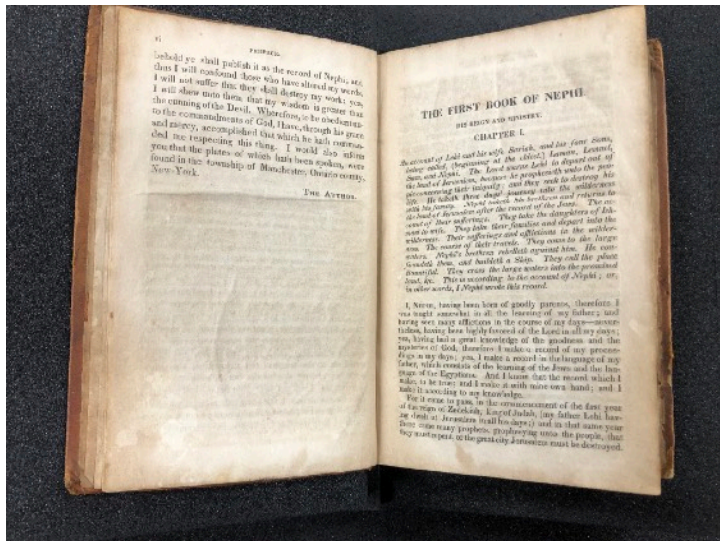 vi
PREFACE.
behold ye shall publish it as the record of Nephi; and
thus I will confound those who have altered my words.
I will not suffer that they shall destroy my work; yea,
I will shew unto them that my wisdom is greater than
the cunning of the Devil. Wherefore, to be obedient un-
to the commandments of God, I have, through his grace
and mercy, accomplished that which he hath comman-
ded me respecting this thing. I would also inform
you that the plates of which hath been spoken, were
found in the township of Manchester, Ontario county,
New-York.
THE AUTHOR.
THE FIRST BOOK OF NEPHI.
HIS REIGN AND MINISTRY.
CHAPTER I.
An account of Lehi and his wife Sariah, and his four Sons,
being called, (beginning at the eldest,) Laman, Lemuel,
Sam, and Nephi. The Lord warns Lehi to depart out of
the land of Jerusalem, because he prophesieth unto the peo-
ple concerning their iniquity; and they seek to destroy his
life. He taketh three days' journey into the wilderness
with his family. Nephi taketh his brethren and returns to
the land of Jerusalem after the record of the Jews. The ac-
count of their sufferings. They take the daughters of Ish-
mael to wife. They take their families and depart into the
wilderness. Their sufferings and afflictions in the wilder-
ness. The course of their travels. They come to the large
waters. Nephi's brethren rebelleth against him. He con-
foundeth them, and buildeth a Ship. They call the place
Bountiful. They cross the large waters into the promised
land, &c. This is according to the account of Nephi; or,
in other words, I Nephi wrote this record.
I, NEPHI, having been born of goodly parents, therefore I
was taught somewhat in all the learning of my father; and
having seen many afflictions in the course of my days—never-
theless, having been highly favored of the Lord in all my days;
yea, having had a great knowledge of the goodness and the
mysteries of God, therefore I make a record of my proceed-
ings in my days; yea, I make a record in the language of my
father, which consists of the learning of the Jews and the lan-
guage of the Egyptians. And I know that the record which I
make, to be true; and I make it with mine own hand; and I
make it according to my knowledge.
For it came to pass, in the commencement of the first year
of the reign of Zedekiah, king of Judah, (my father Lehi hav-
ing dwelt at Jerusalem in all his days;) and in that same year
there came many prophets, prophesying unto the people, that
they must repent, or the great city Jerusalem must be destroyed.